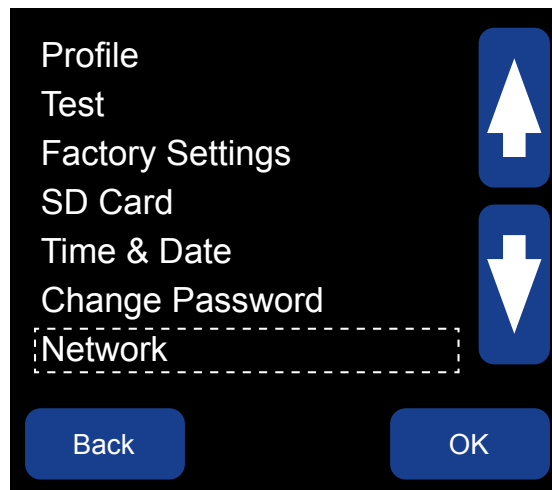 Profile
Test
Factory Settings
SD Card
Time & Date
Change Password
Network
Back
OK